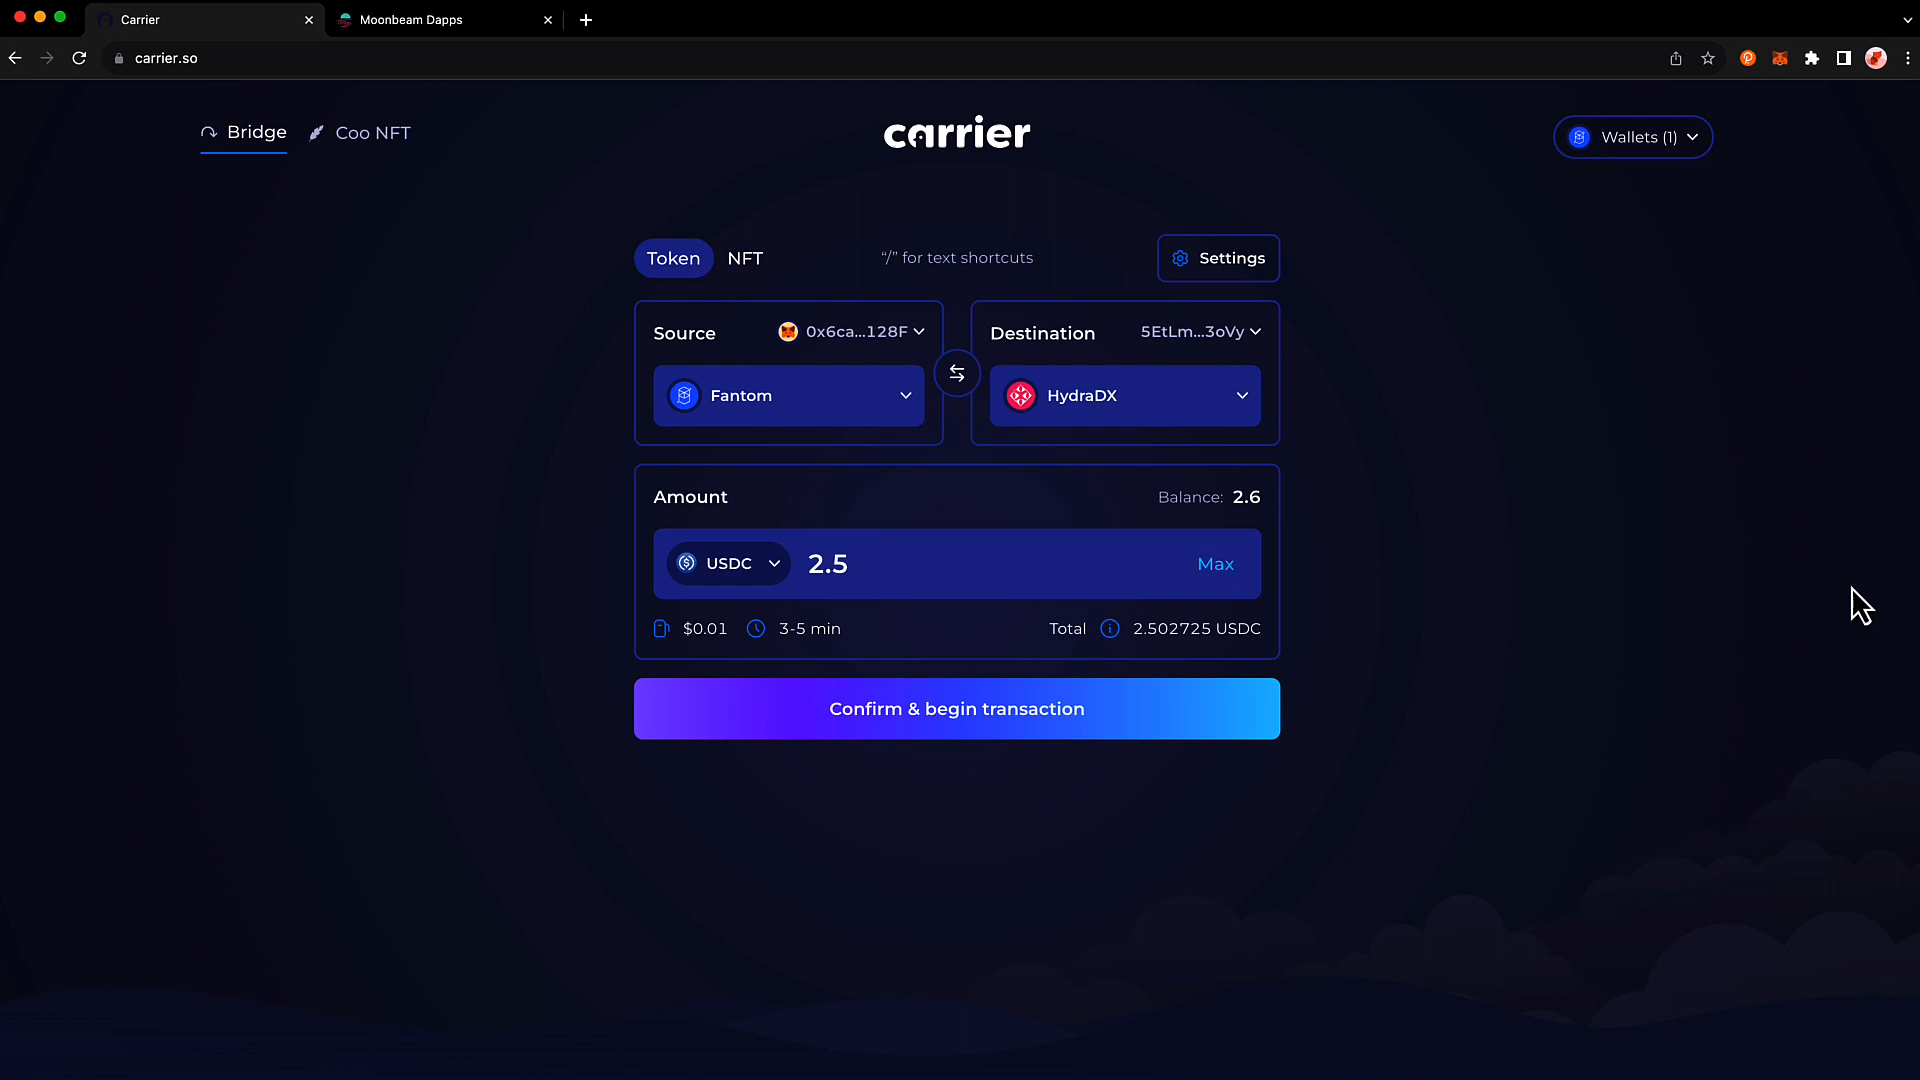 Carrier
Moonbeam Dapps
carrier.so
Bridge
Coo NFT
carrier
Wallets (1)
Token
NFT
“/” for text shortcuts
Settings
Source
0x6ca...128F
Destination
5EtLm...3oVy
Fantom
HydraDX
Amount
Balance: 2.6
USDC
2.5
Max
$0.01
3-5 min
Total
2.502725 USDC
Confirm & begin transaction